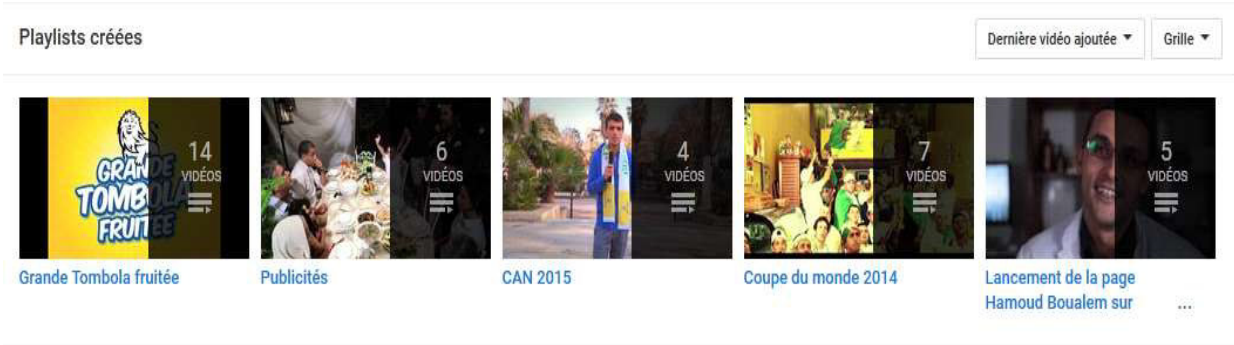 Playlists créées
Dernière vidéo ajoutée
Grille
GRANDE
TOMBOLA
FRUITÉE
14
VIDÉOS
6
VIDÉOS
4
VIDÉOS
7
VIDÉOS
5
VIDÉOS
Grande Tombola fruitée
Publicités
CAN 2015
Coupe du monde 2014
Lancement de la page
Hamoud Boualem sur ...